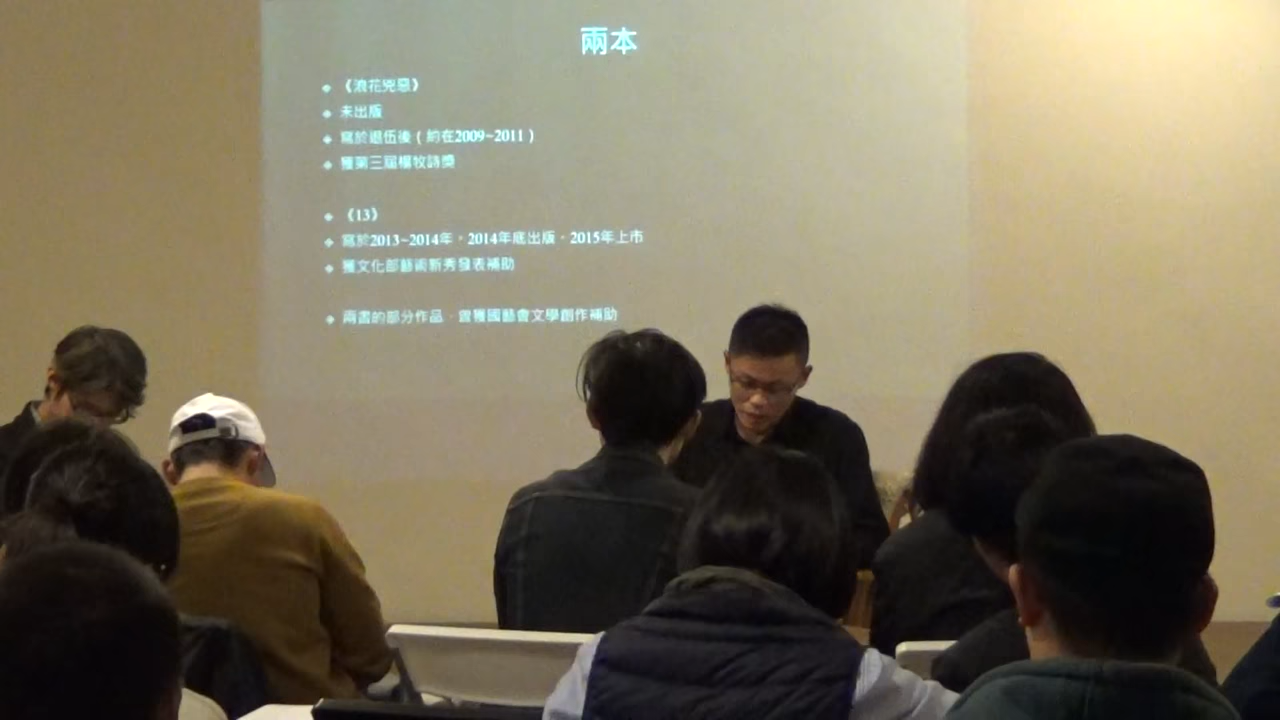 兩本
《浪花兇惡》
未出版
寫於退伍後（約在2009~2011）
獲第三屆楊牧詩獎
《13》
寫於2013~2014年，2014年底出版，2015年上市
獲文化部藝術新秀發表補助
兩書的部分作品，曾獲國藝會文學創作補助